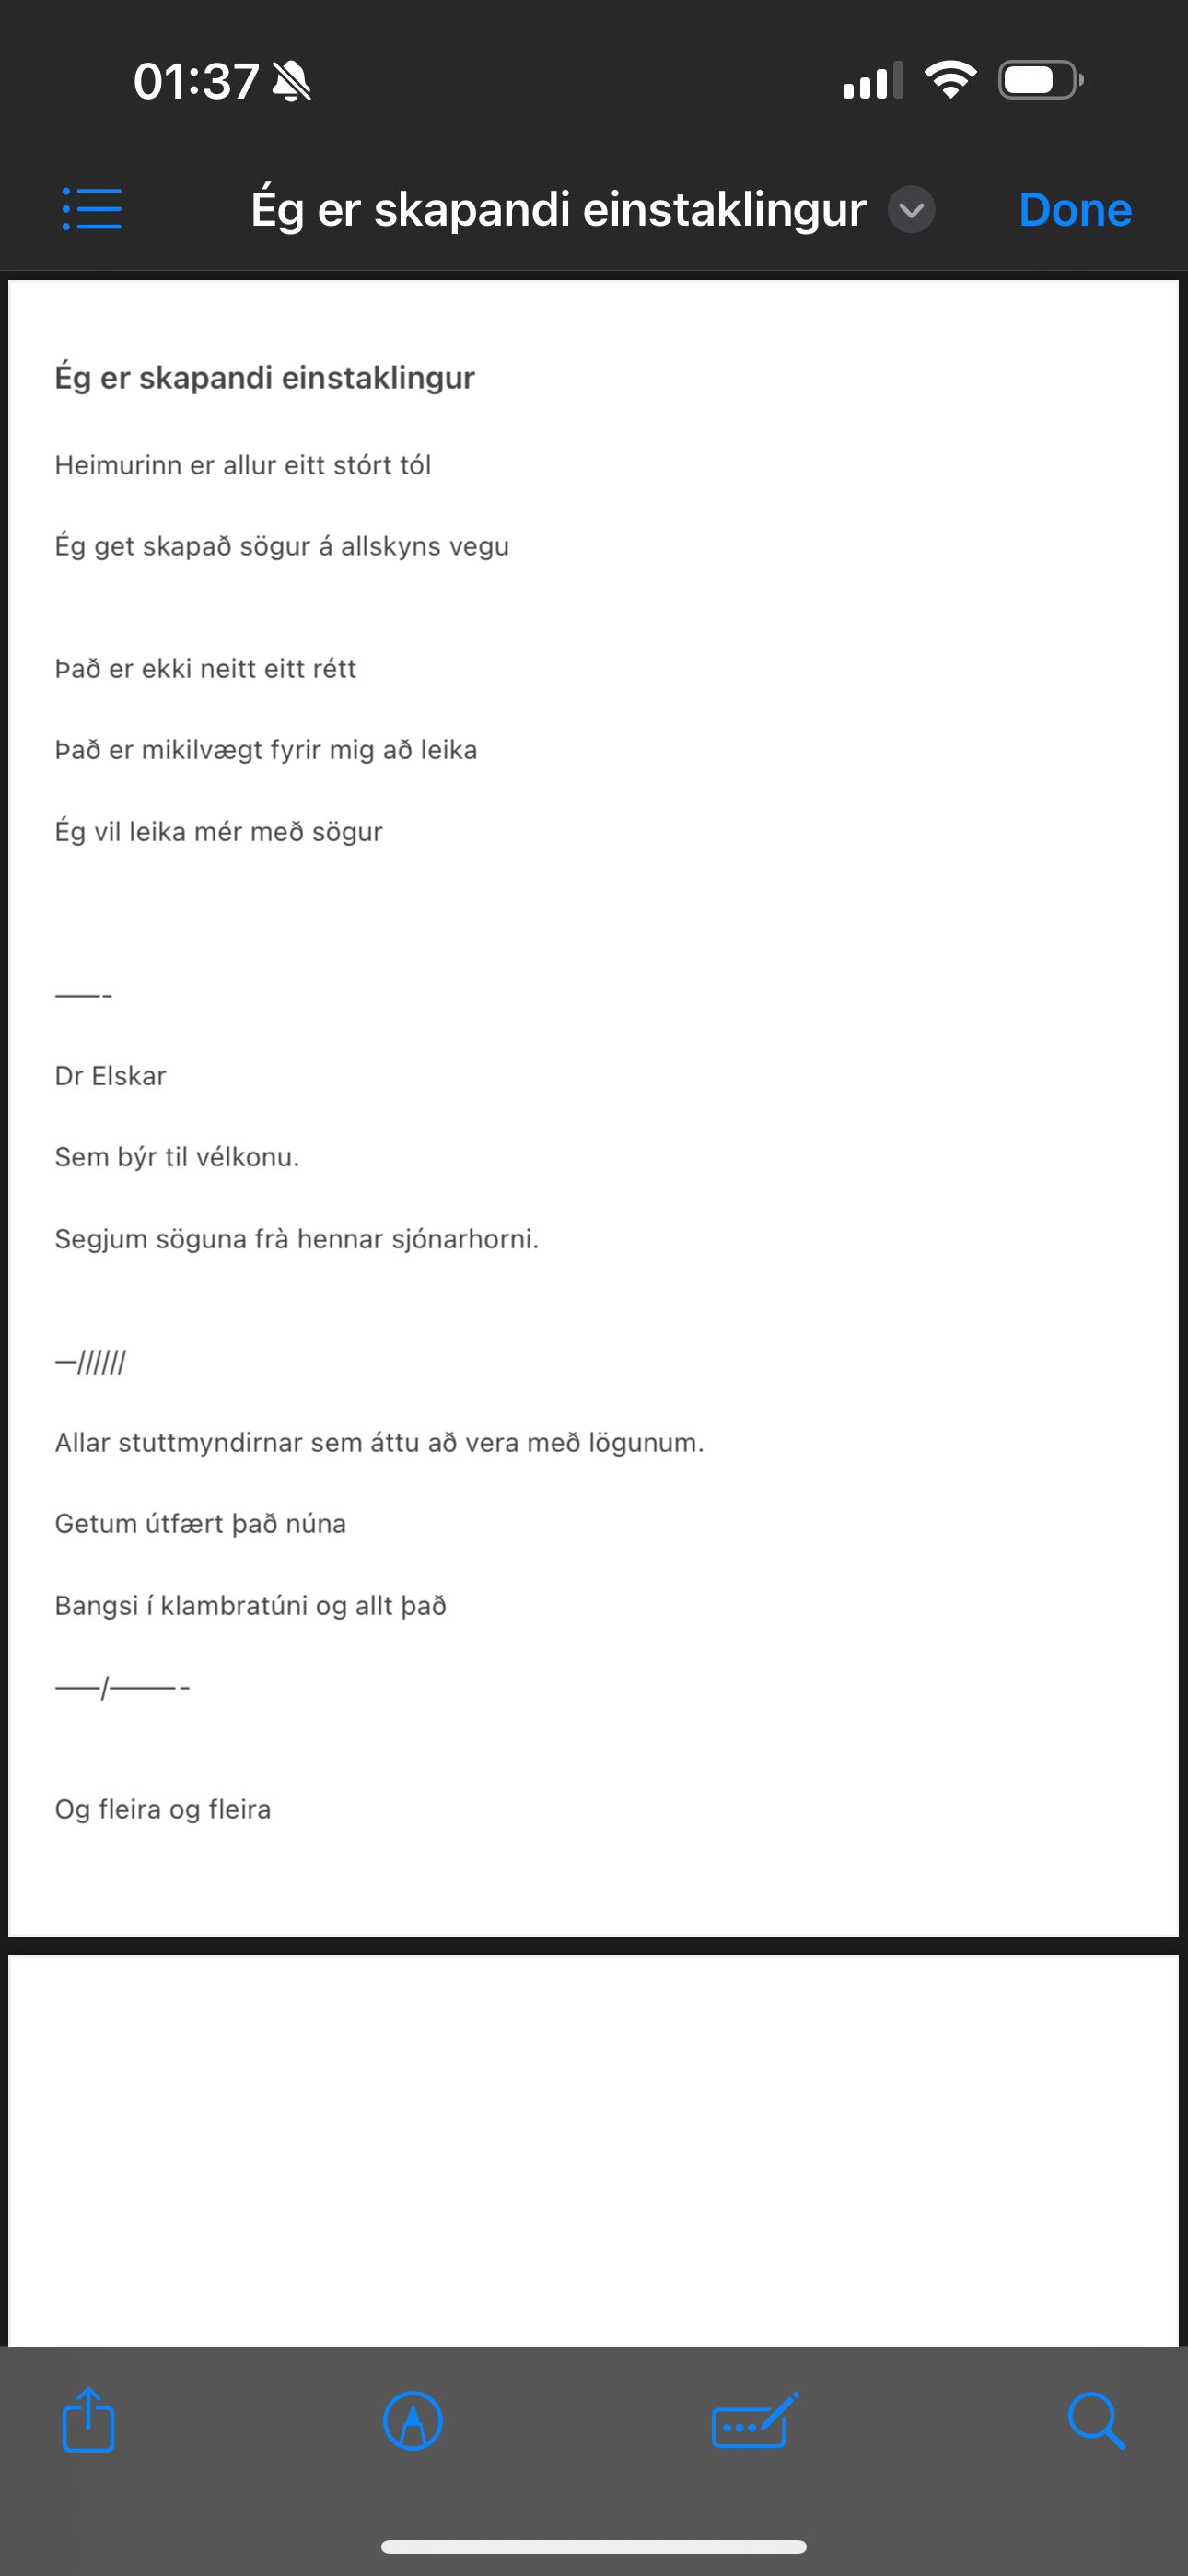 01:37
Ég er skapandi einstaklingur
Done
Ég er skapandi einstaklingur
Heimurinn er allur eitt stórt tól
Ég get skapað sögur á allskyns vegu
Það er ekki neitt eitt rétt
Það er mikilvægt fyrir mig að leika
Ég vil leika mér með sögur
——-
Dr Elskar
Sem býr til vélkonu.
Segjum söguna frà hennar sjónarhorni.
—//////
Allar stuttmyndirnar sem áttu að vera með lögunum.
Getum útfært það núna
Bangsi í klambratúni og allt það
——/———-
Og fleira og fleira